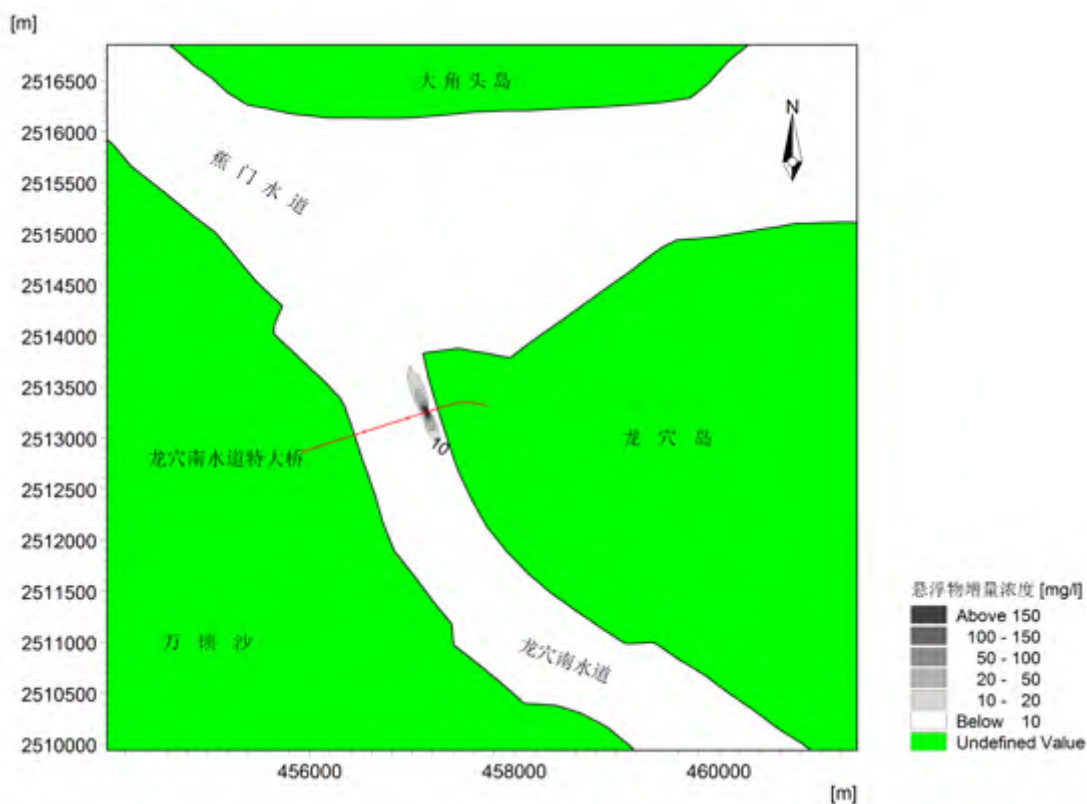 [m]
2516500
2516000
2515500
2515000
2514500
2514000
2513500
2513000
2512500
2512000
2511500
2511000
2510500
2510000
大角头岛
N
蕉门水道
10
龙穴岛
龙穴南水道特大桥
万顷沙
龙穴南水道
456000
458000
460000
[m]
悬浮物增量浓度 [mg/l]
Above 150
100 - 150
50 - 100
20 - 50
10 - 20
Below 10
Undefined Value